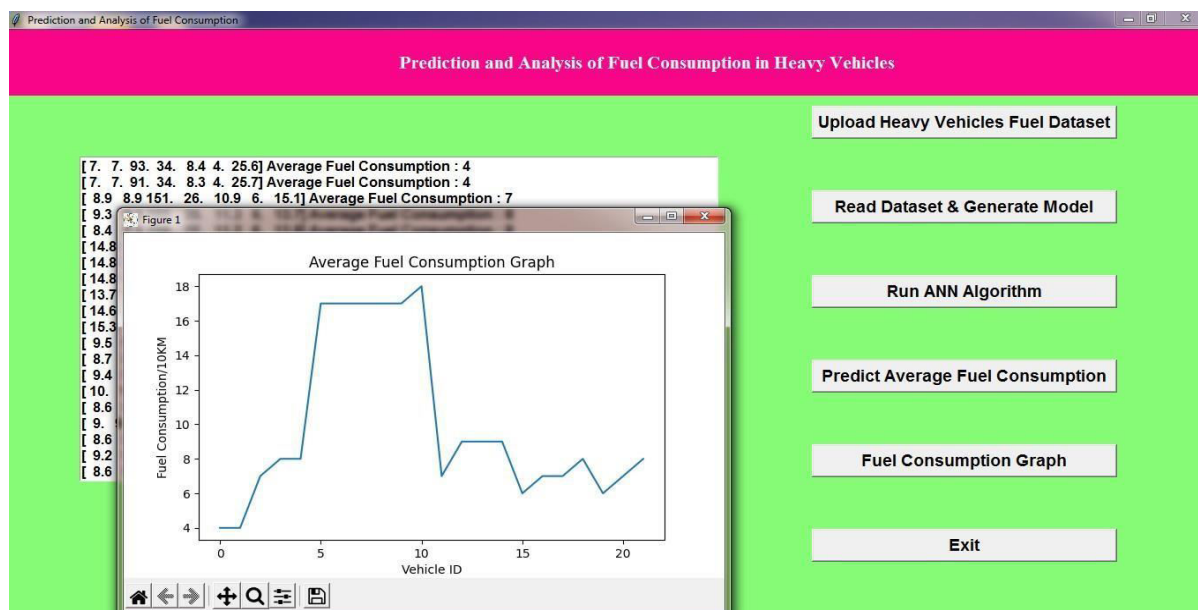 Prediction and Analysis of Fuel Consumption
Prediction and Analysis of Fuel Consumption in Heavy Vehicles
Upload Heavy Vehicles Fuel Dataset
Read Dataset & Generate Model
Run ANN Algorithm
Predict Average Fuel Consumption
Fuel Consumption Graph
Exit
[ 7. 7. 93. 34. 8.4 4. 25.6] Average Fuel Consumption : 4
[ 7. 7. 91. 34. 8.3 4. 25.7] Average Fuel Consumption : 4
[ 8.9 8.9 151. 26. 10.9 6. 15.1] Average Fuel Consumption : 7
[ 9.3
[ 8.4
[ 14.8
[ 14.8
[ 14.8
[ 13.7
[ 14.6
[ 15.3
[ 9.5
[ 8.7
[ 9.4
[ 10.
[ 8.6
[ 9.
[ 8.6
[ 9.2
[ 8.6
Figure 1
Average Fuel Consumption Graph
Fuel Consumption/10KM
18
16
14
12
10
8
6
4
0 5 10 15 20
Vehicle ID